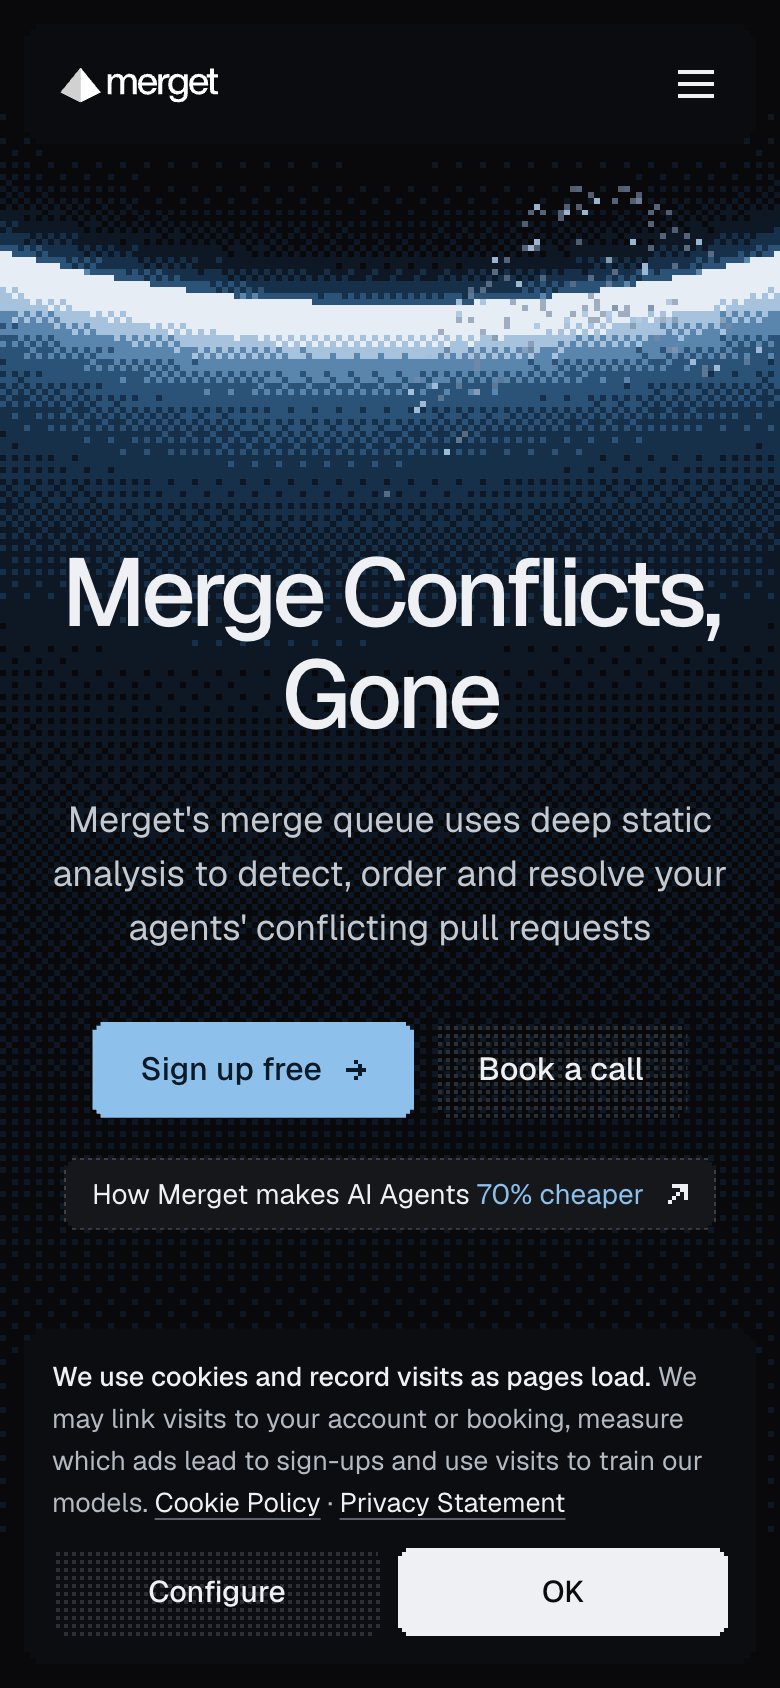 merget
Merge Conflicts,
Gone
Merget's merge queue uses deep static
analysis to detect, order and resolve your
agents' conflicting pull requests
Sign up free →
Book a call
How Merget makes AI Agents 70% cheaper
We use cookies and record visits as pages load. We
may link visits to your account or booking, measure
which ads lead to sign-ups and use visits to train our
models. Cookie Policy · Privacy Statement
Configure
OK